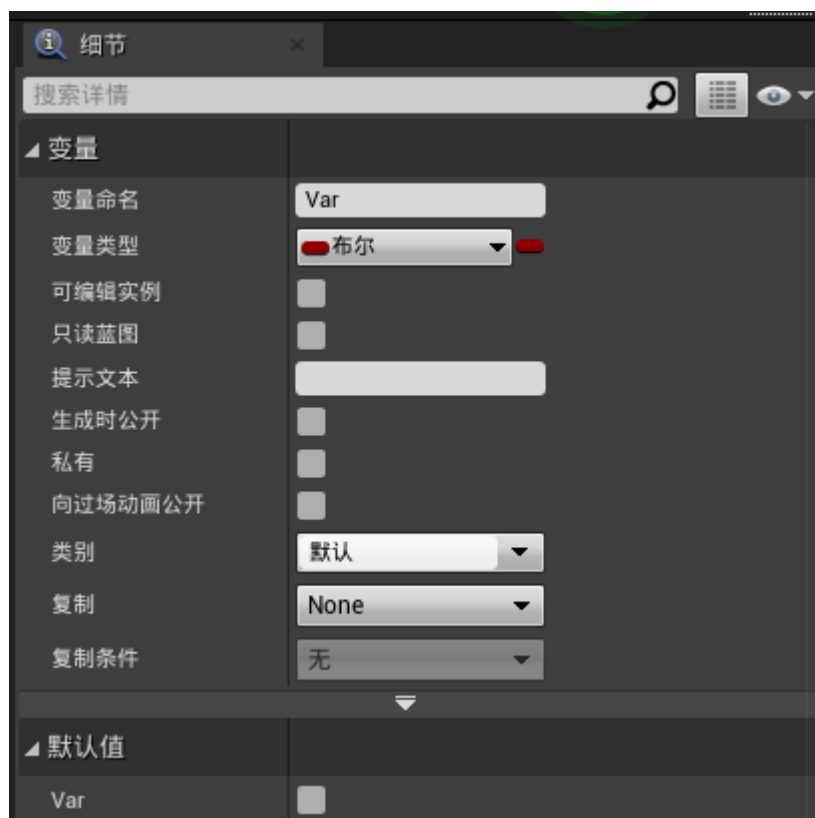 细节
搜索详情
变量
变量命名 Var
变量类型 布尔
可编辑实例
只读蓝图
提示文本
生成时公开
私有
向过场动画公开
类别 默认
复制 None
复制条件 无
默认值
Var